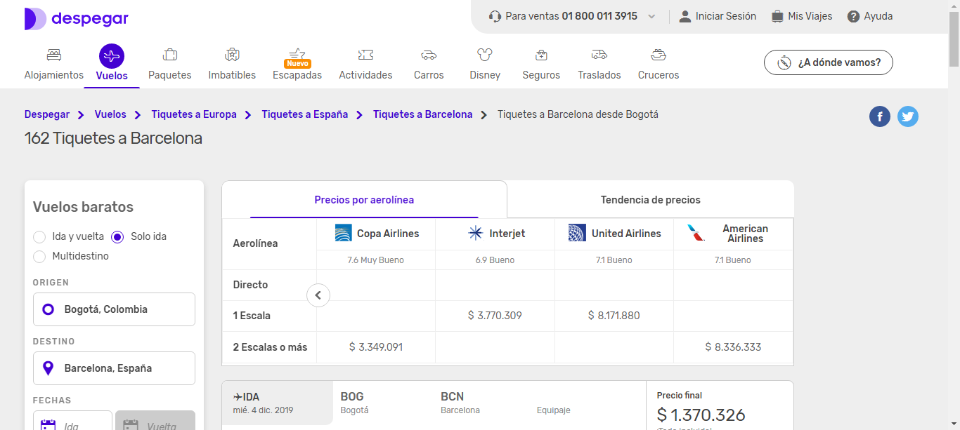 despegar
Para ventas 01 800 011 3915
Iniciar Sesión
Mis Viajes
Ayuda
Alojamientos
Vuelos
Paquetes
Imbatibles
Nuevo
Escapadas
Actividades
Carros
Disney
Seguros
Traslados
Cruceros
¿A dónde vamos?
Despegar > Vuelos > Tiquetes a Europa > Tiquetes a España > Tiquetes a Barcelona > Tiquetes a Barcelona desde Bogotá
162 Tiquetes a Barcelona
Vuelos baratos
Ida y vuelta Solo ida
Multidestino
ORIGEN
Bogotá, Colombia
DESTINO
Barcelona, España
FECHAS
Ida Vuelta
Precios por aerolínea Tendencia de precios
Aerolínea Copa Airlines Interjet United Airlines American Airlines
7.6 Muy Bueno 6.9 Bueno 7.1 Bueno 7.1 Bueno
Directo
1 Escala $ 3.770.309 $ 8.171.880
2 Escalas o más $ 3.349.091 $ 8.336.333
IDA BOG BCN Precio final
mié. 4 dic. 2019 Bogotá Barcelona Equipaje
$ 1.370.326